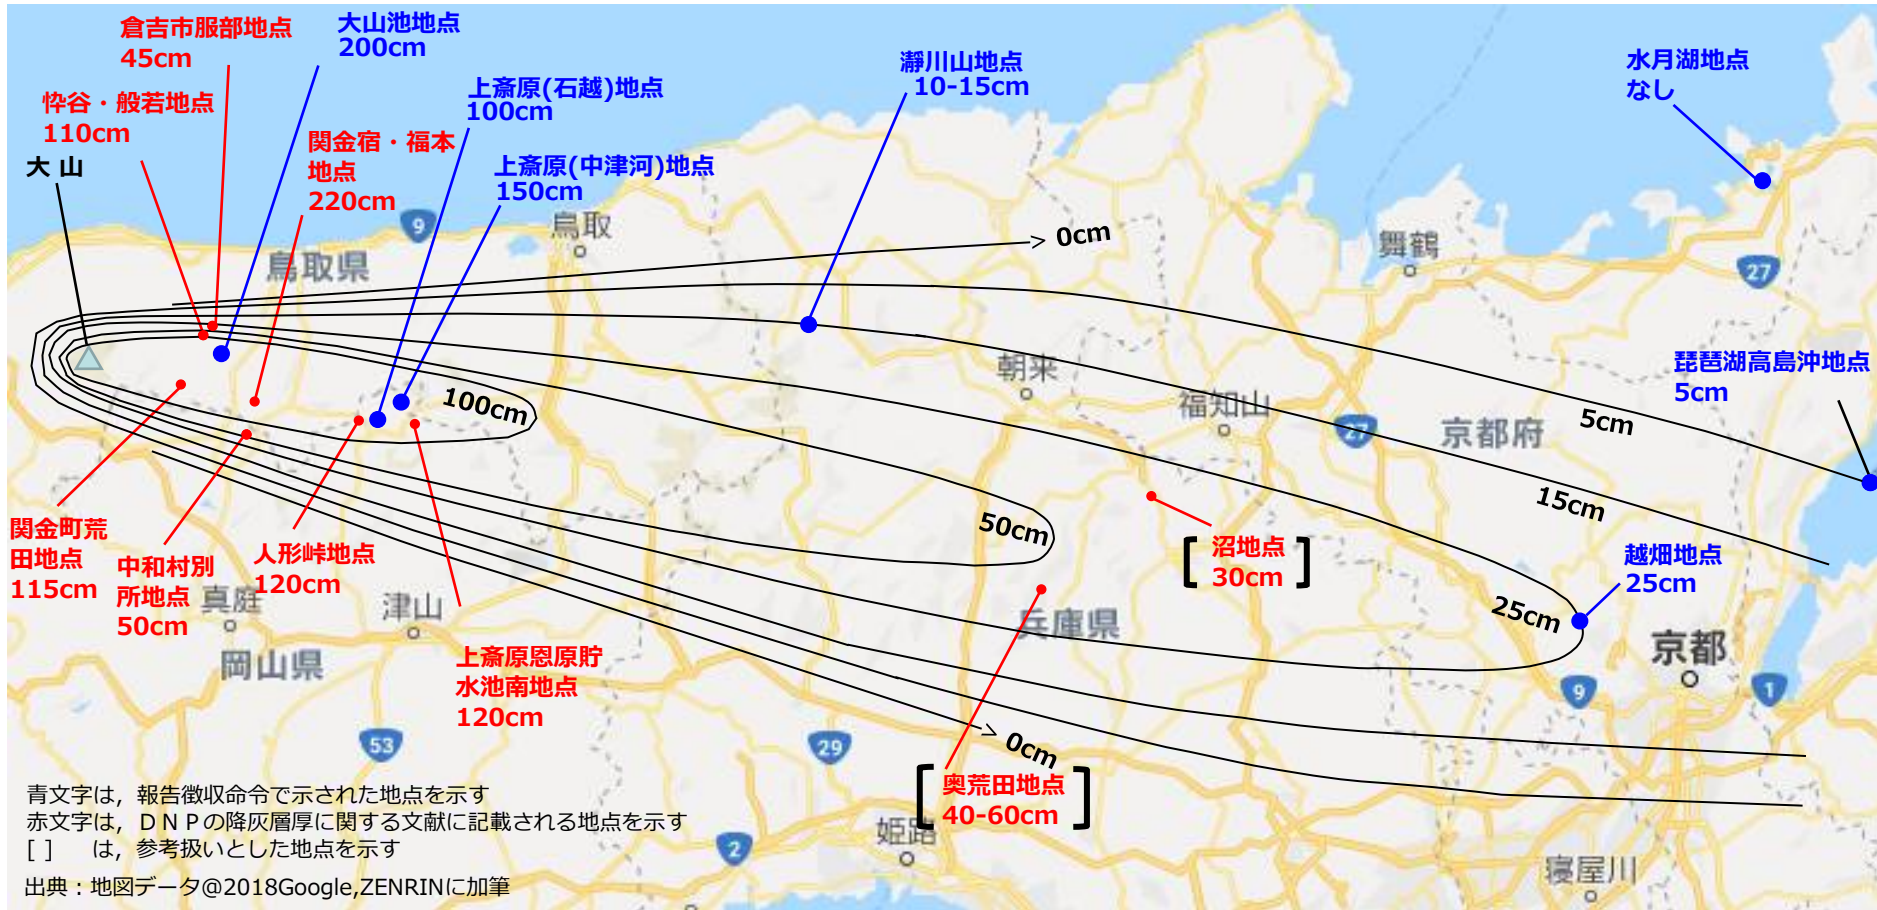 倉吉市服部地点
45cm
大山池地点
200cm
上斎原(石越)地点
100cm
瀞川山地点
10-15cm
水月湖地点
なし
忰谷・般若地点
110cm
関金宿・福本
地点
220cm
上斎原(中津河)地点
150cm
大 山
9
鳥取
鳥取県
0cm
舞鶴
27
朝来
福知山
27
京都府
琵琶湖高島沖地点
5cm
100cm
5cm
15cm
50cm
25cm
関金町荒
田地点
115cm
中和村別
所地点
50cm
人形峠地点
120cm
[ 沼地点
30cm ]
越畑地点
25cm
真庭
津山
岡山県
兵庫県
京都
上斎原恩原貯
水池南地点
120cm
9
1
53
29
0cm
[ 奥荒田地点
40-60cm ]
姫路
2
寝屋川
青文字は，報告徴収命令で示された地点を示す
赤文字は，ＤＮＰの降灰層厚に関する文献に記載される地点を示す
[ ]　は，参考扱いとした地点を示す
出典：地図データ@2018Google,ZENRINに加筆